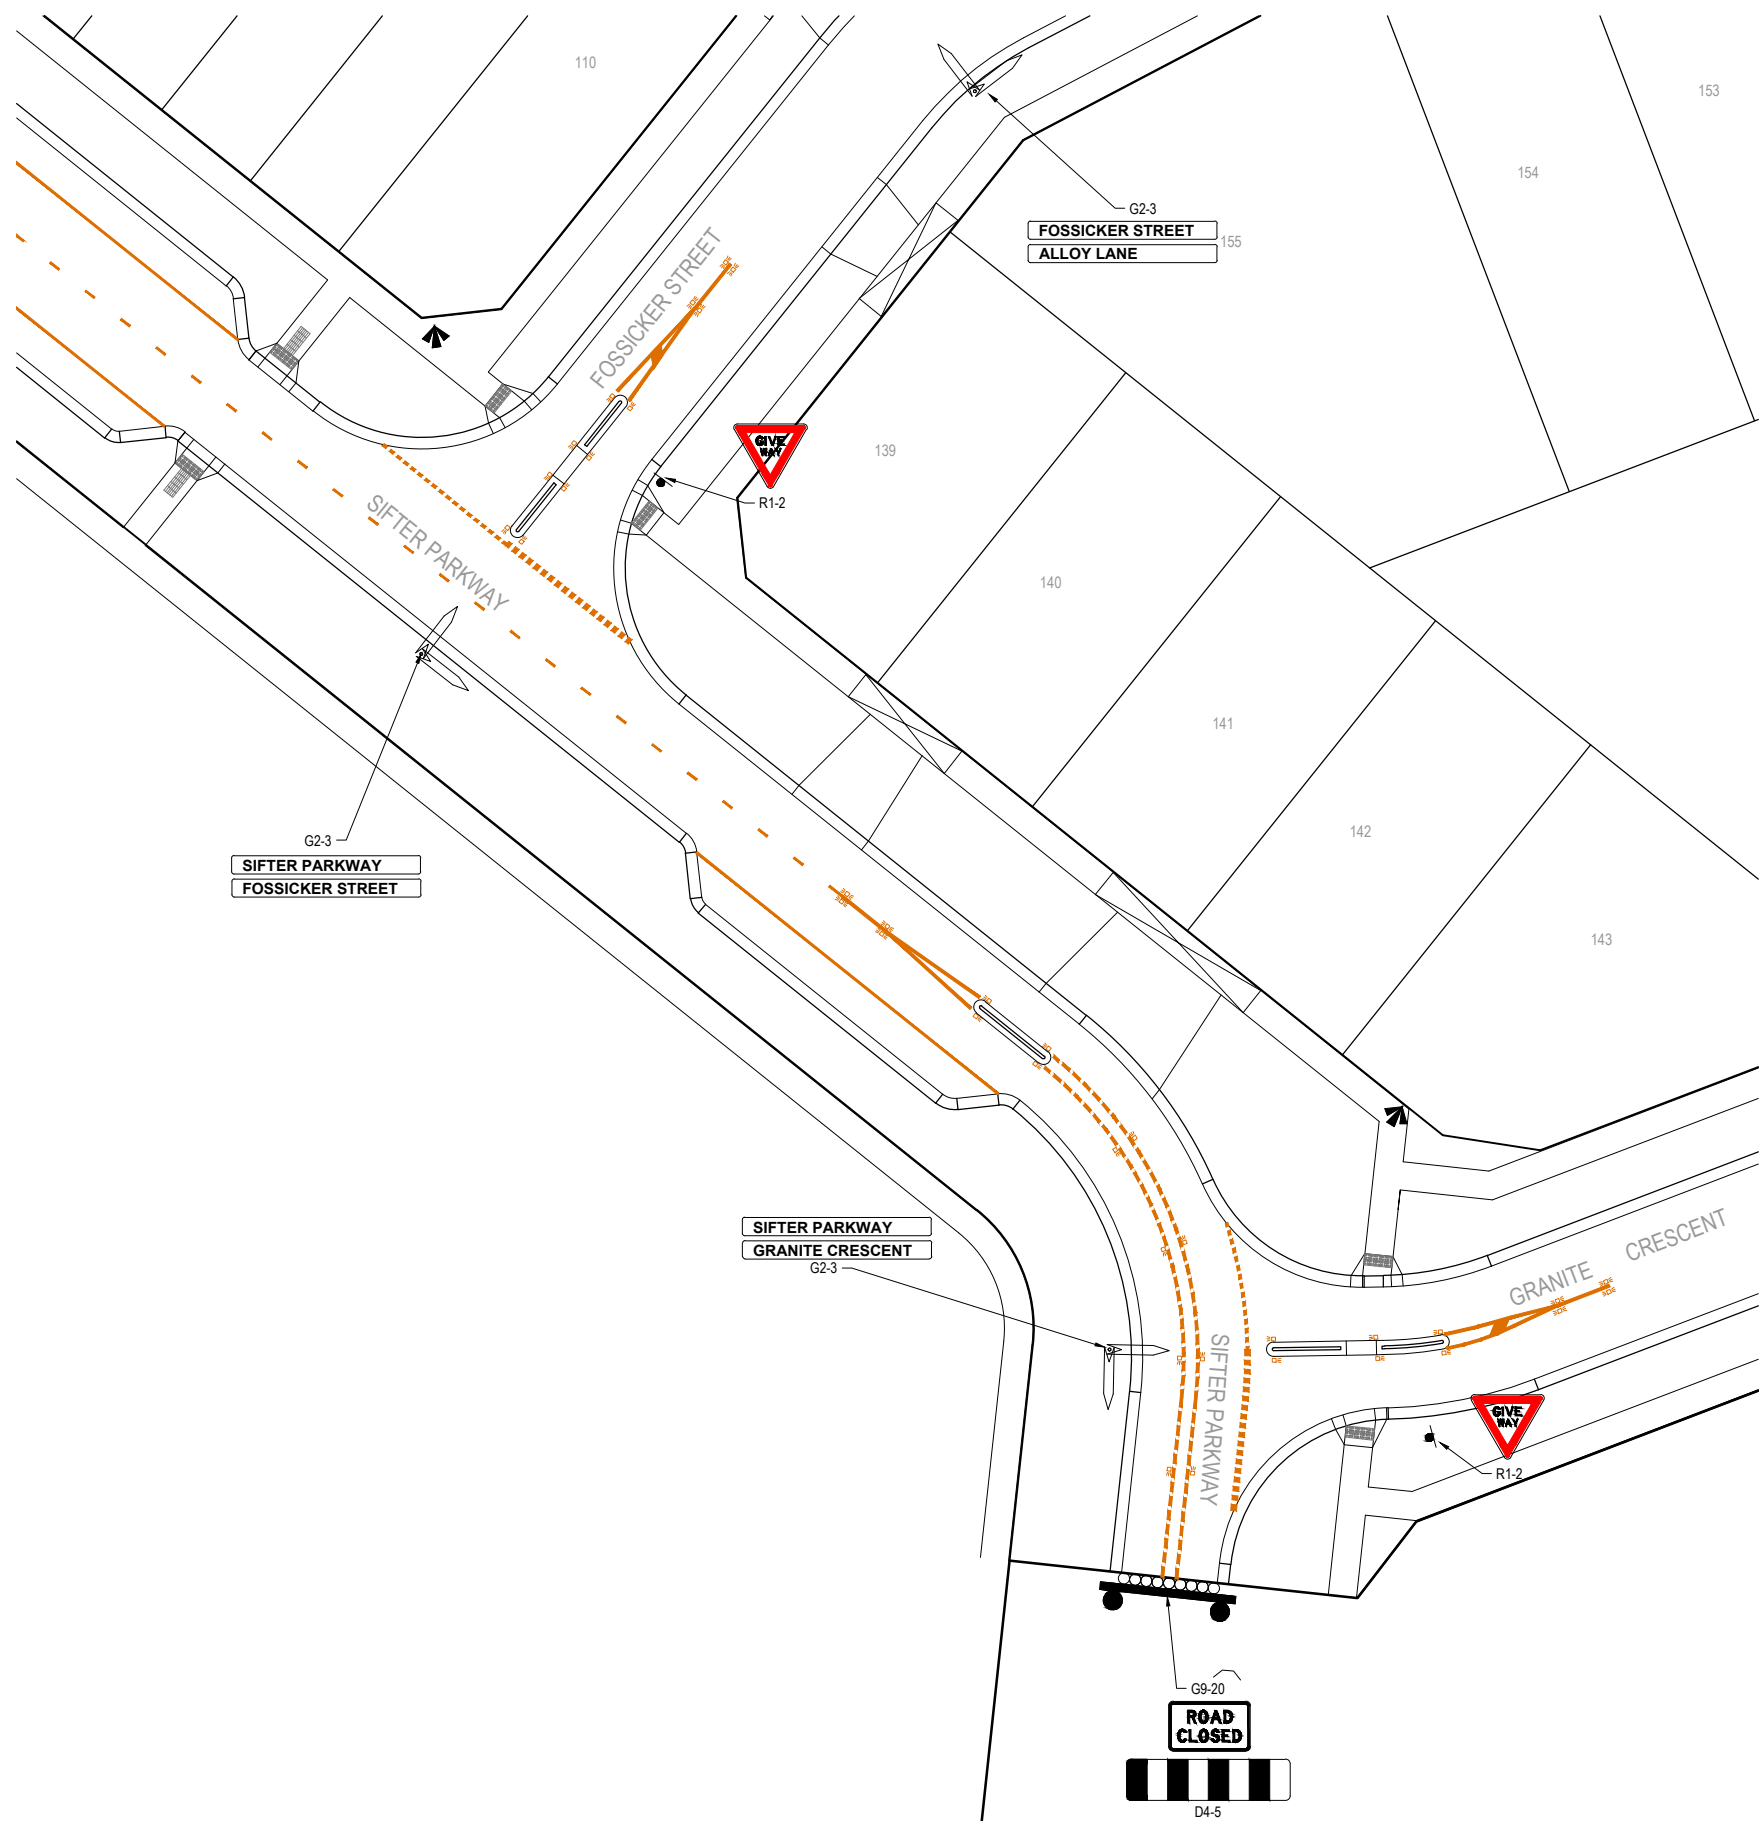 110
153
154
G2-3
FOSSICKER STREET
ALLOY LANE
155
FOSSICKER STREET
GIVE
WAY
R1-2
139
SIFTER PARKWAY
140
141
G2-3
SIFTER PARKWAY
FOSSICKER STREET
142
143
SIFTER PARKWAY
GRANITE CRESCENT
G2-3
GRANITE CRESCENT
SIFTER PARKWAY
GIVE
WAY
R1-2
G9-20
ROAD
CLOSED
D4-5